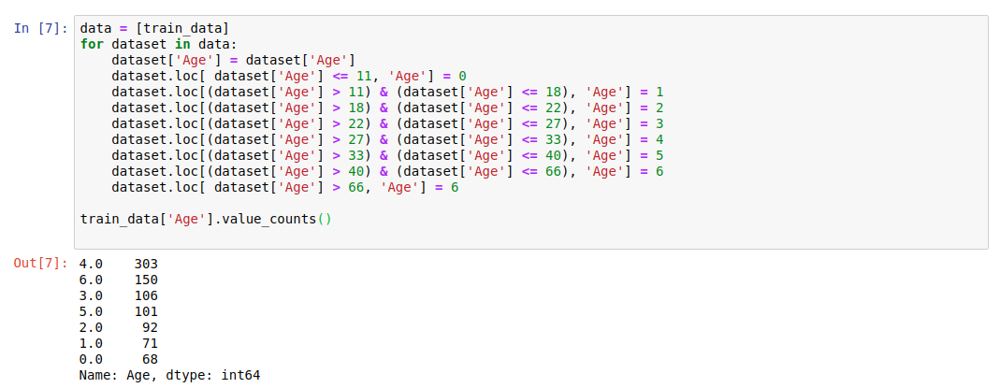 In [7]: data = [train_data]
for dataset in data:
    dataset['Age'] = dataset['Age']
    dataset.loc[ dataset['Age'] <= 11, 'Age'] = 0
    dataset.loc[(dataset['Age'] > 11) & (dataset['Age'] <= 18), 'Age'] = 1
    dataset.loc[(dataset['Age'] > 18) & (dataset['Age'] <= 22), 'Age'] = 2
    dataset.loc[(dataset['Age'] > 22) & (dataset['Age'] <= 27), 'Age'] = 3
    dataset.loc[(dataset['Age'] > 27) & (dataset['Age'] <= 33), 'Age'] = 4
    dataset.loc[(dataset['Age'] > 33) & (dataset['Age'] <= 40), 'Age'] = 5
    dataset.loc[(dataset['Age'] > 40) & (dataset['Age'] <= 66), 'Age'] = 6
    dataset.loc[ dataset['Age'] > 66, 'Age'] = 6
train_data['Age'].value_counts()
Out[7]: 4.0    303
6.0    150
3.0    106
5.0    101
2.0     92
1.0     71
0.0     68
Name: Age, dtype: int64